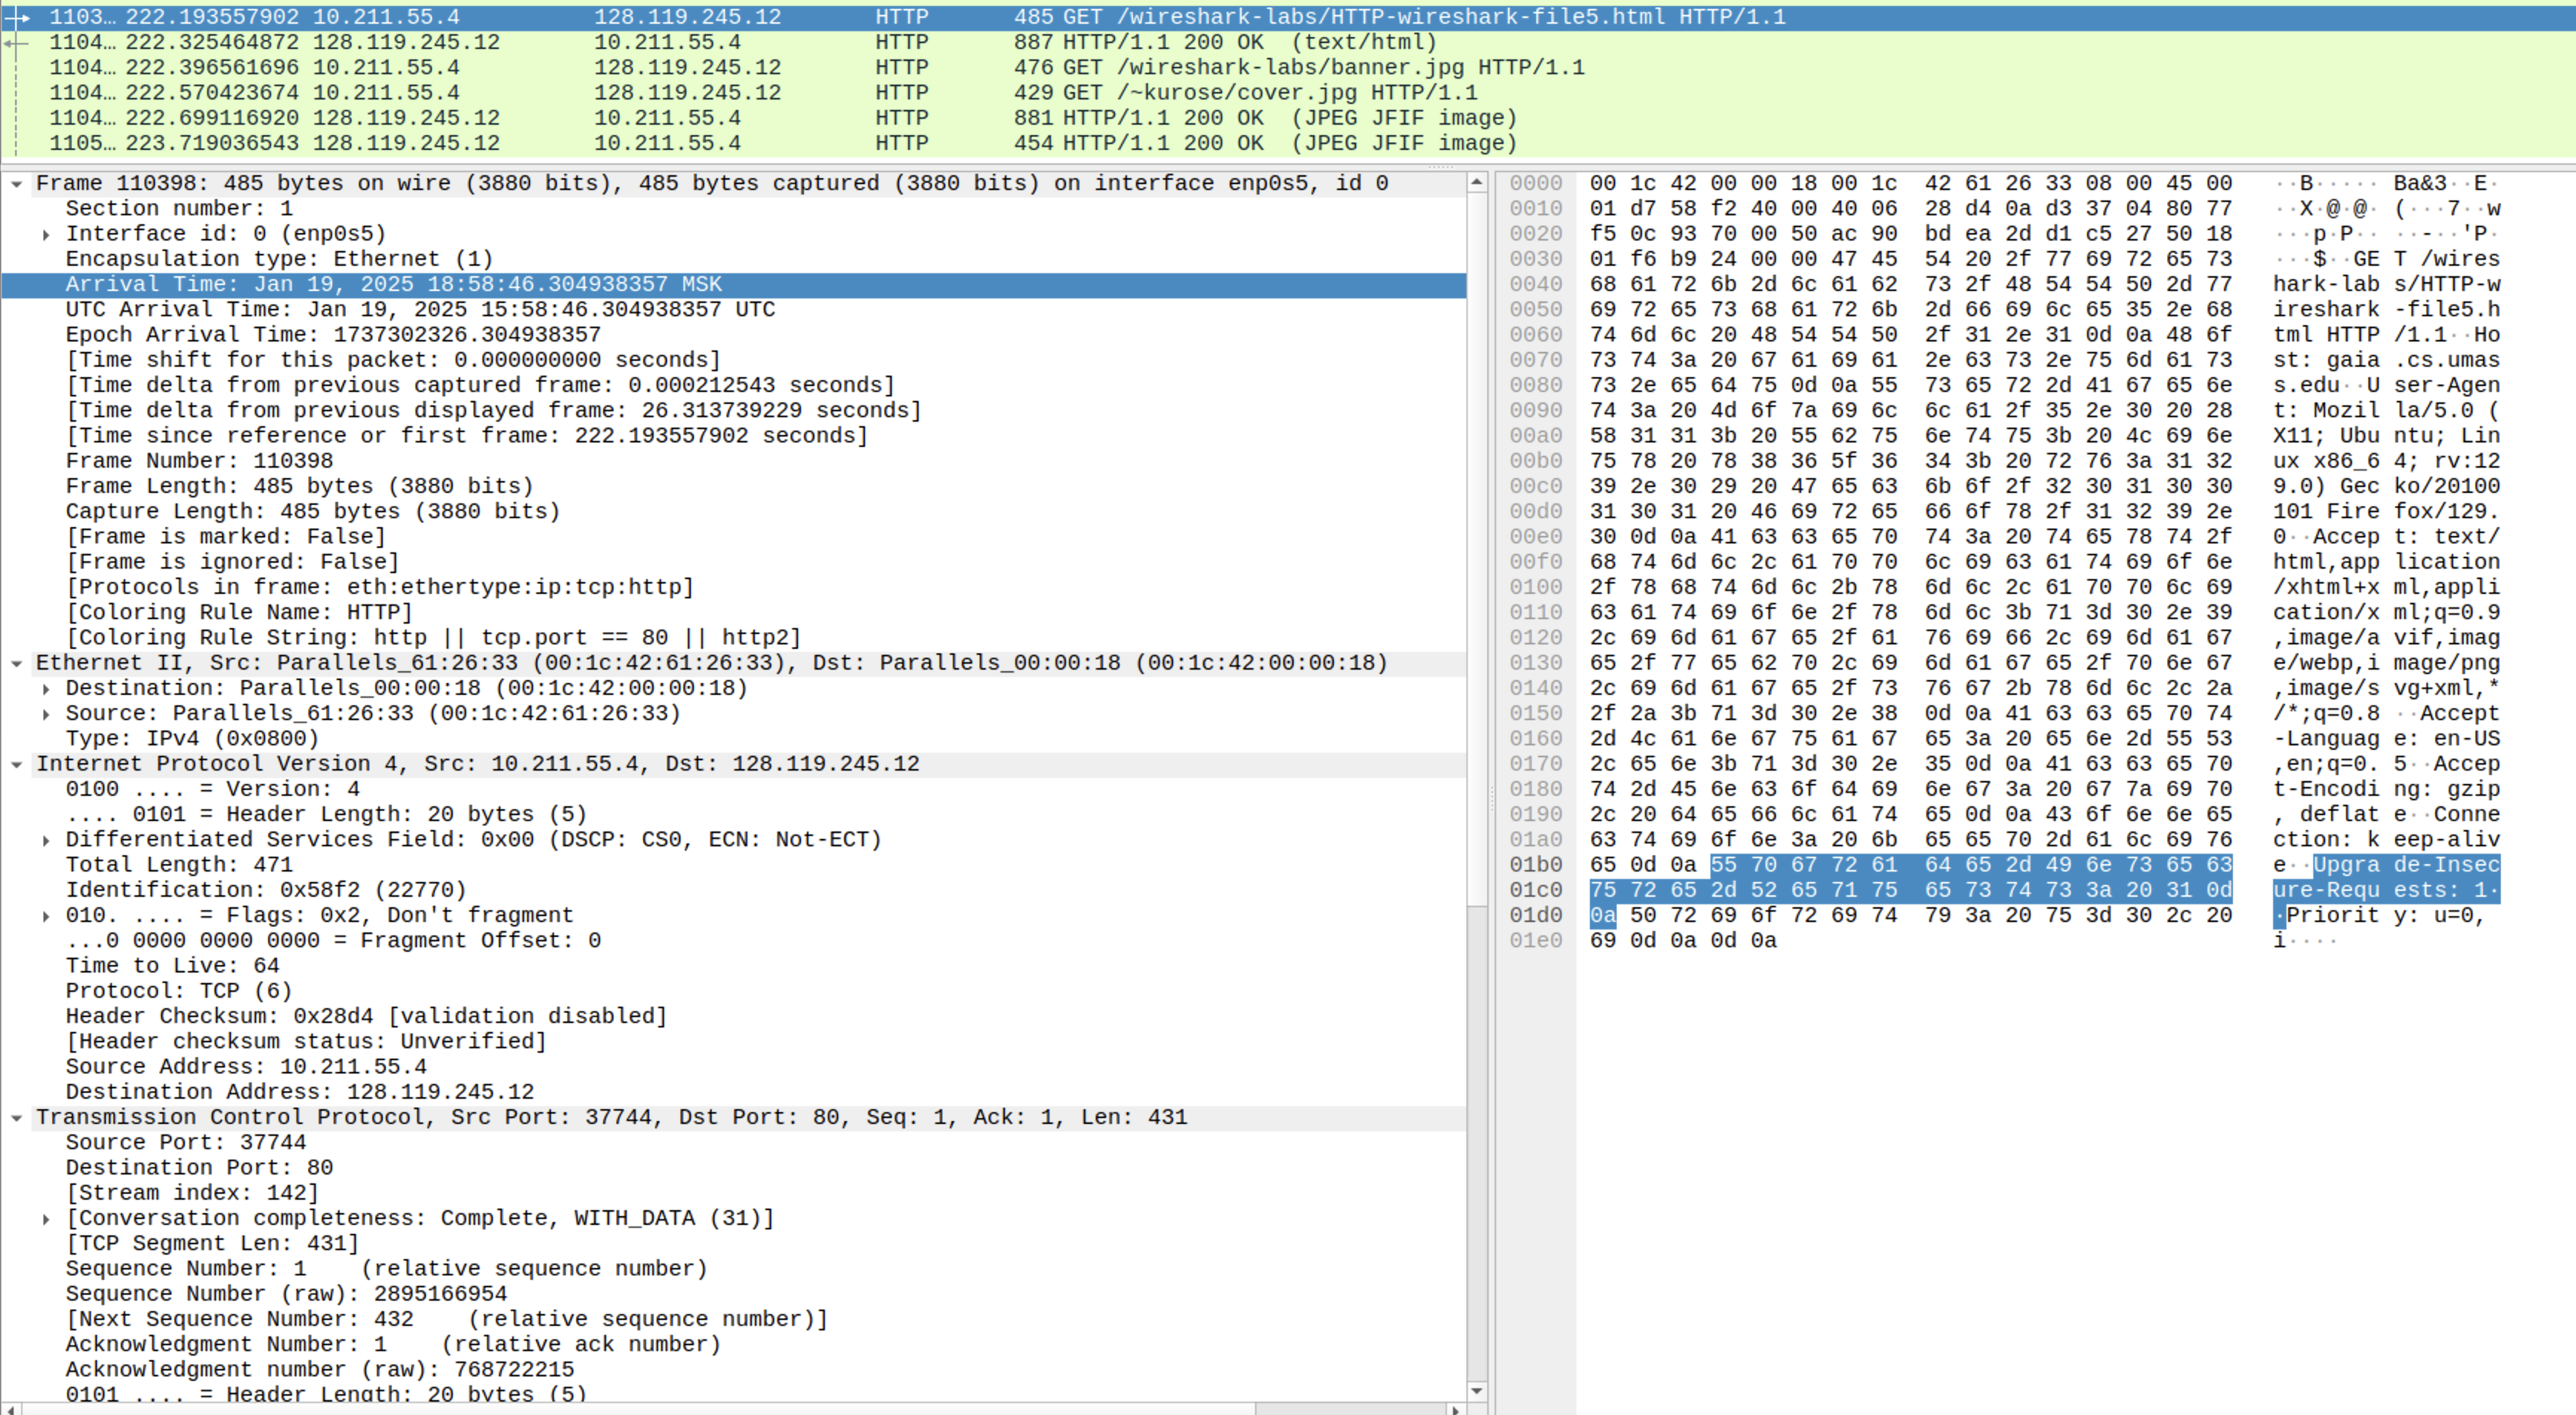 1103… 222.193557902 10.211.55.4 128.119.245.12 HTTP 485 GET /wireshark-labs/HTTP-wireshark-file5.html HTTP/1.1
1104… 222.325464872 128.119.245.12 10.211.55.4 HTTP 887 HTTP/1.1 200 OK (text/html)
1104… 222.396561696 10.211.55.4 128.119.245.12 HTTP 476 GET /wireshark-labs/banner.jpg HTTP/1.1
1104… 222.570423674 10.211.55.4 128.119.245.12 HTTP 429 GET /~kurose/cover.jpg HTTP/1.1
1104… 222.699116920 128.119.245.12 10.211.55.4 HTTP 881 HTTP/1.1 200 OK (JPEG JFIF image)
1105… 223.719036543 128.119.245.12 10.211.55.4 HTTP 454 HTTP/1.1 200 OK (JPEG JFIF image)
Frame 110398: 485 bytes on wire (3880 bits), 485 bytes captured (3880 bits) on interface enp0s5, id 0
Section number: 1
Interface id: 0 (enp0s5)
Encapsulation type: Ethernet (1)
Arrival Time: Jan 19, 2025 18:58:46.304938357 MSK
UTC Arrival Time: Jan 19, 2025 15:58:46.304938357 UTC
Epoch Arrival Time: 1737302326.304938357
[Time shift for this packet: 0.000000000 seconds]
[Time delta from previous captured frame: 0.000212543 seconds]
[Time delta from previous displayed frame: 26.313739229 seconds]
[Time since reference or first frame: 222.193557902 seconds]
Frame Number: 110398
Frame Length: 485 bytes (3880 bits)
Capture Length: 485 bytes (3880 bits)
[Frame is marked: False]
[Frame is ignored: False]
[Protocols in frame: eth:ethertype:ip:tcp:http]
[Coloring Rule Name: HTTP]
[Coloring Rule String: http || tcp.port == 80 || http2]
Ethernet II, Src: Parallels_61:26:33 (00:1c:42:61:26:33), Dst: Parallels_00:00:18 (00:1c:42:00:00:18)
Destination: Parallels_00:00:18 (00:1c:42:00:00:18)
Source: Parallels_61:26:33 (00:1c:42:61:26:33)
Type: IPv4 (0x0800)
Internet Protocol Version 4, Src: 10.211.55.4, Dst: 128.119.245.12
0100 .... = Version: 4
.... 0101 = Header Length: 20 bytes (5)
Differentiated Services Field: 0x00 (DSCP: CS0, ECN: Not-ECT)
Total Length: 471
Identification: 0x58f2 (22770)
010. .... = Flags: 0x2, Don't fragment
...0 0000 0000 0000 = Fragment Offset: 0
Time to Live: 64
Protocol: TCP (6)
Header Checksum: 0x28d4 [validation disabled]
[Header checksum status: Unverified]
Source Address: 10.211.55.4
Destination Address: 128.119.245.12
Transmission Control Protocol, Src Port: 37744, Dst Port: 80, Seq: 1, Ack: 1, Len: 431
Source Port: 37744
Destination Port: 80
[Stream index: 142]
[Conversation completeness: Complete, WITH_DATA (31)]
[TCP Segment Len: 431]
Sequence Number: 1 (relative sequence number)
Sequence Number (raw): 2895166954
[Next Sequence Number: 432 (relative sequence number)]
Acknowledgment Number: 1 (relative ack number)
Acknowledgment number (raw): 768722215
0101 .... = Header Length: 20 bytes (5)
0000 00 1c 42 00 00 18 00 1c 42 61 26 33 08 00 45 00 ··B····· Ba&3··E·
0010 01 d7 58 f2 40 00 40 06 28 d4 0a d3 37 04 80 77 ··X·@·@· (···7··w
0020 f5 0c 93 70 00 50 ac 90 bd ea 2d d1 c5 27 50 18 ···p·P·· ··-··'P·
0030 01 f6 b9 24 00 00 47 45 54 20 2f 77 69 72 65 73 ···$··GE T /wires
0040 68 61 72 6b 2d 6c 61 62 73 2f 48 54 54 50 2d 77 hark-lab s/HTTP-w
0050 69 72 65 73 68 61 72 6b 2d 66 69 6c 65 35 2e 68 ireshark -file5.h
0060 74 6d 6c 20 48 54 54 50 2f 31 2e 31 0d 0a 48 6f tml HTTP /1.1··Ho
0070 73 74 3a 20 67 61 69 61 2e 63 73 2e 75 6d 61 73 st: gaia .cs.umas
0080 73 2e 65 64 75 0d 0a 55 73 65 72 2d 41 67 65 6e s.edu··U ser-Agen
0090 74 3a 20 4d 6f 7a 69 6c 6c 61 2f 35 2e 30 20 28 t: Mozil la/5.0 (
00a0 58 31 31 3b 20 55 62 75 6e 74 75 3b 20 4c 69 6e X11; Ubu ntu; Lin
00b0 75 78 20 78 38 36 5f 36 34 3b 20 72 76 3a 31 32 ux x86_6 4; rv:12
00c0 39 2e 30 29 20 47 65 63 6b 6f 2f 32 30 31 30 30 9.0) Gec ko/20100
00d0 31 30 31 20 46 69 72 65 66 6f 78 2f 31 32 39 2e 101 Fire fox/129.
00e0 30 0d 0a 41 63 63 65 70 74 3a 20 74 65 78 74 2f 0··Accep t: text/
00f0 68 74 6d 6c 2c 61 70 70 6c 69 63 61 74 69 6f 6e html,app lication
0100 2f 78 68 74 6d 6c 2b 78 6d 6c 2c 61 70 70 6c 69 /xhtml+x ml,appli
0110 63 61 74 69 6f 6e 2f 78 6d 6c 3b 71 3d 30 2e 39 cation/x ml;q=0.9
0120 2c 69 6d 61 67 65 2f 61 76 69 66 2c 69 6d 61 67 ,image/a vif,imag
0130 65 2f 77 65 62 70 2c 69 6d 61 67 65 2f 70 6e 67 e/webp,i mage/png
0140 2c 69 6d 61 67 65 2f 73 76 67 2b 78 6d 6c 2c 2a ,image/s vg+xml,*
0150 2f 2a 3b 71 3d 30 2e 38 0d 0a 41 63 63 65 70 74 /*;q=0.8 ··Accept
0160 2d 4c 61 6e 67 75 61 67 65 3a 20 65 6e 2d 55 53 -Languag e: en-US
0170 2c 65 6e 3b 71 3d 30 2e 35 0d 0a 41 63 63 65 70 ,en;q=0. 5··Accep
0180 74 2d 45 6e 63 6f 64 69 6e 67 3a 20 67 7a 69 70 t-Encodi ng: gzip
0190 2c 20 64 65 66 6c 61 74 65 0d 0a 43 6f 6e 6e 65 , deflat e··Conne
01a0 63 74 69 6f 6e 3a 20 6b 65 65 70 2d 61 6c 69 76 ction: k eep-aliv
01b0 65 0d 0a 55 70 67 72 61 64 65 2d 49 6e 73 65 63 e··Upgra de-Insec
01c0 75 72 65 2d 52 65 71 75 65 73 74 73 3a 20 31 0d ure-Requ ests: 1·
01d0 0a 50 72 69 6f 72 69 74 79 3a 20 75 3d 30 2c 20 ·Priorit y: u=0,
01e0 69 0d 0a 0d 0a i····